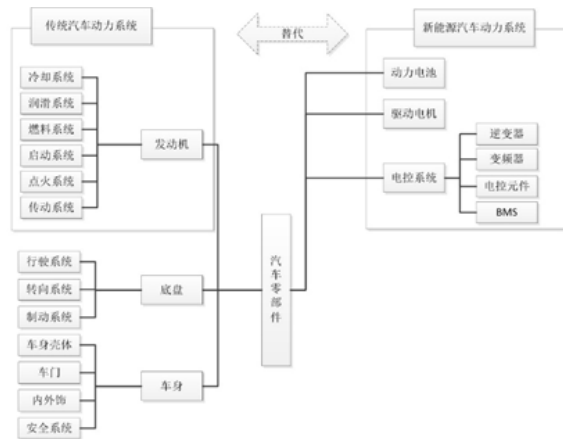 传统汽车动力系统
替代
新能源汽车动力系统
冷却系统
润滑系统
燃料系统
启动系统
点火系统
传动系统
发动机
动力电池
驱动电机
电控系统
逆变器
变频器
电控元件
BMS
汽车零部件
行驶系统
转向系统
制动系统
底盘
车身壳体
车门
内外饰
安全系统
车身